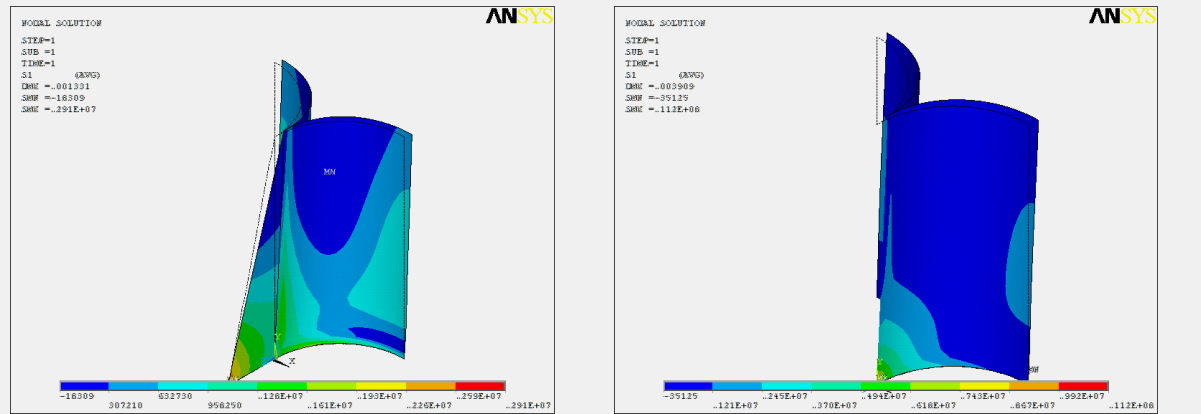 ANSYS
NODAL SOLUTION
STEP=1
SUB =1
TIME=1
S1 (AVG)
DMX =.001331
SMN =-16309
SMX =.291E+07
MN
X
-16309 632730 .128E+07 .193E+07 .259E+07
307210 958250 .161E+07 .226E+07 .291E+07
ANSYS
NODAL SOLUTION
STEP=1
SUB =1
TIME=1
S1 (AVG)
DMX =.003909
SMN =-35125
SMX =.112E+08
-35125 .245E+07 .494E+07 .743E+07 .992E+07
.121E+07 .370E+07 .618E+07 .867E+07 .112E+08